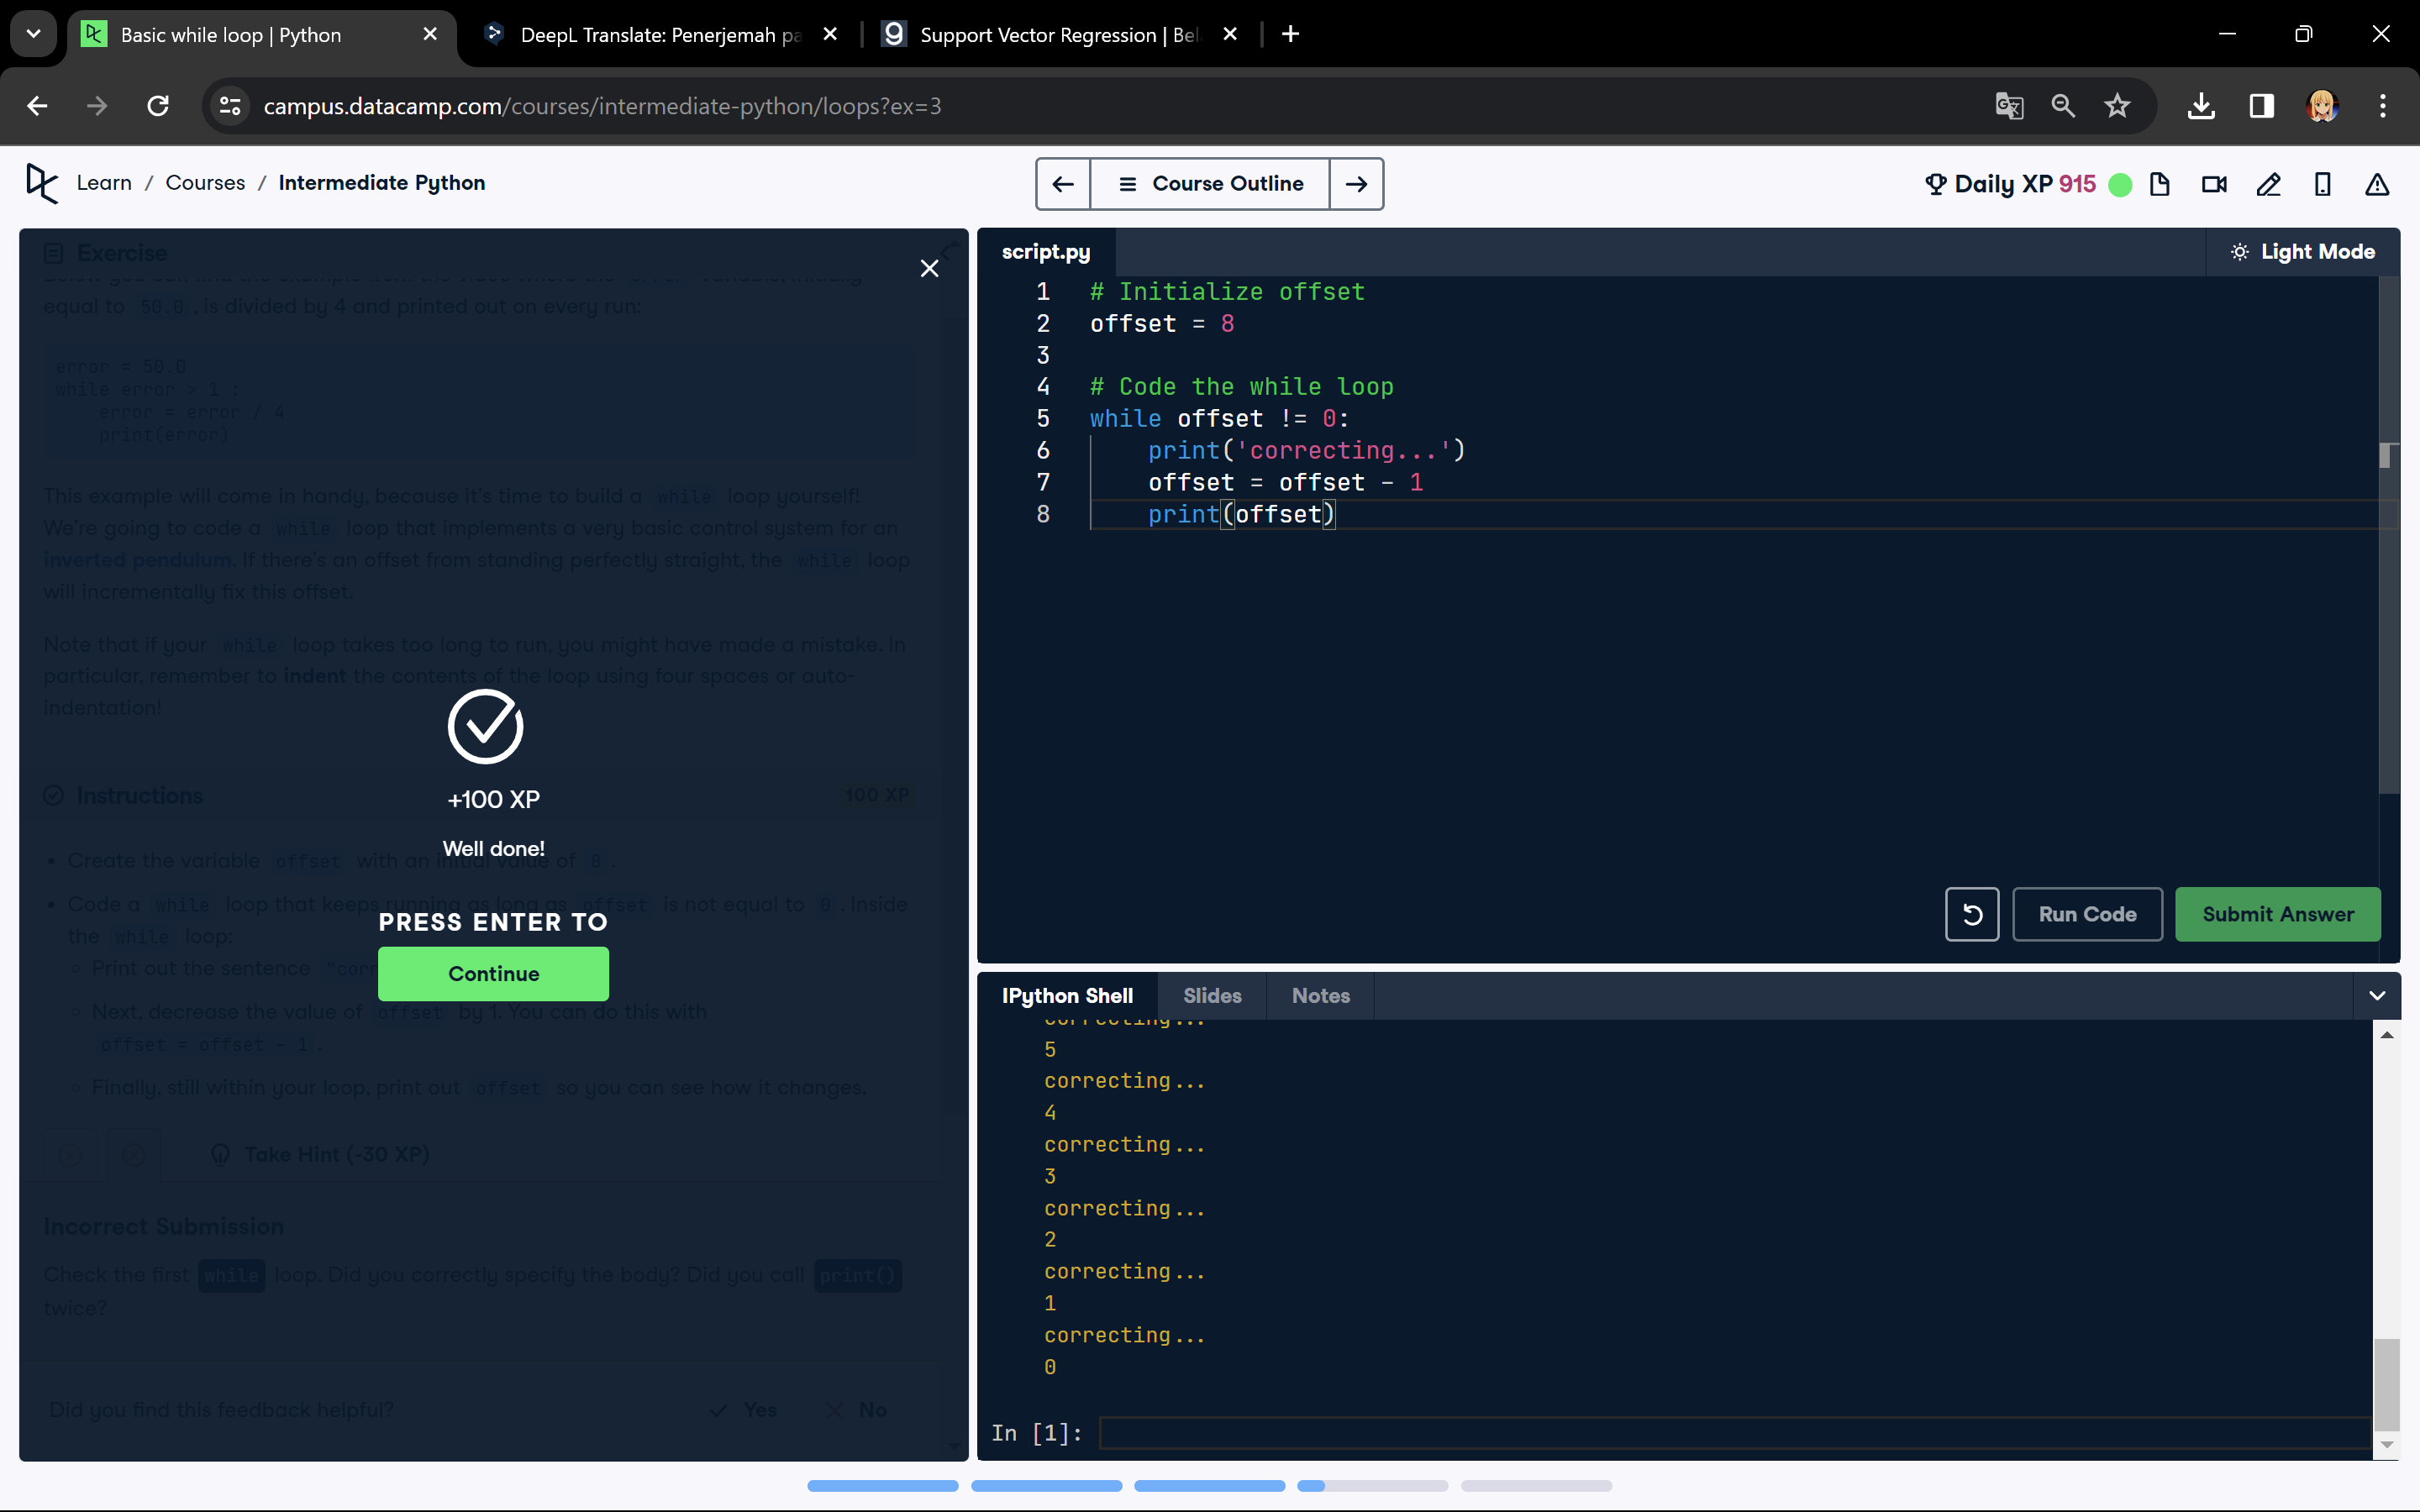 Basic while loop | Python
DeepL Translate: Penerjemah pa
Support Vector Regression | Bel
campus.datacamp.com/courses/intermediate-python/loops?ex=3
Learn / Courses / Intermediate Python
Course Outline
Daily XP 915
Exercise
equal to 50.0, is divided by 4 and printed out on every run:
error = 50.0
while error > 1 :
    error = error / 4
    print(error)
This example will come in handy, because it's time to build a while loop yourself!
We're going to code a while loop that implements a very basic control system for an
inverted pendulum. If there's an offset from standing perfectly straight, the while loop
will incrementally fix this offset.
Note that if your while loop takes too long to run, you might have made a mistake. In
particular, remember to indent the contents of the loop using four spaces or auto-
indentation!
+100 XP
Instructions
100 XP
Well done!
Create the variable offset with an initial value of 8.
Code a while loop that keeps running as long as offset is not equal to 0. Inside
the while loop:
PRESS ENTER TO
Print out the sentence "corr
Continue
Next, decrease the value of offset by 1. You can do this with
offset = offset - 1.
Finally, still within your loop, print out offset so you can see how it changes.
Take Hint (-30 XP)
Incorrect Submission
Check the first while loop. Did you correctly specify the body? Did you call print()
twice?
Did you find this feedback helpful?
Yes
No
script.py
Light Mode
1 # Initialize offset
2 offset = 8
3
4 # Code the while loop
5 while offset != 0:
6     print('correcting...')
7     offset = offset - 1
8     print(offset)
Run Code
Submit Answer
IPython Shell
Slides
Notes
correcting...
5
correcting...
4
correcting...
3
correcting...
2
correcting...
1
correcting...
0
In [1]: